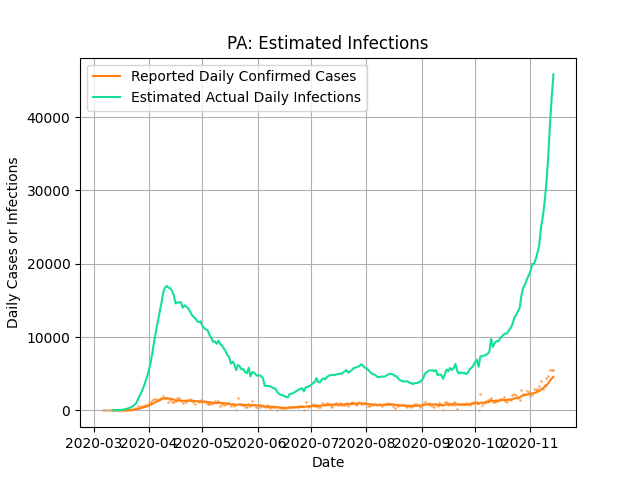 PA: Estimated Infections
Reported Daily Confirmed Cases
Estimated Actual Daily Infections
Daily Cases or Infections
40000
30000
20000
10000
0
2020-03 2020-04 2020-05 2020-06 2020-07 2020-08 2020-09 2020-10 2020-11
Date